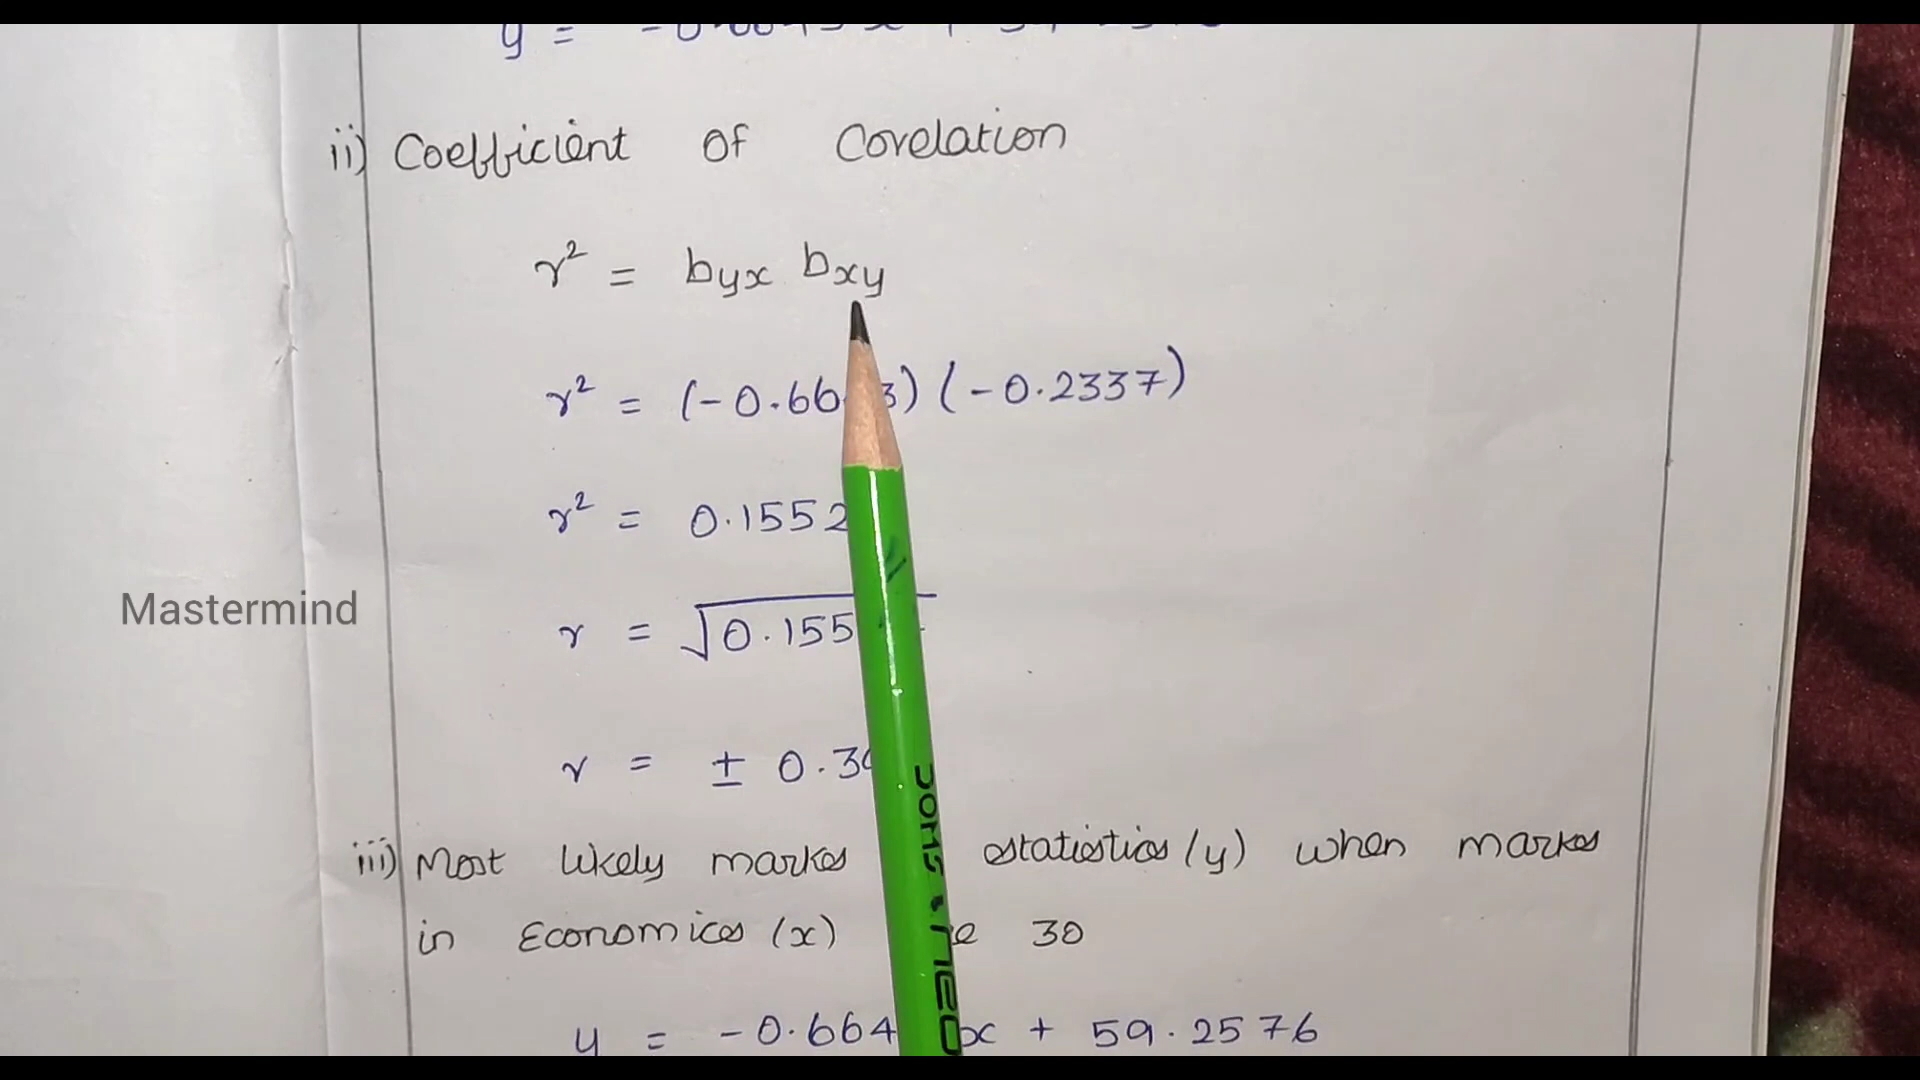 y =
ii) Coefficient Of Corelation
r² = byx bxy
r² = (-0.66 3) (-0.2337)
r² = 0.1552
Mastermind
r = √0.155
r = ± 0.3
iii) Most likely marks statistics (y) when marks
in Economics (x) 30
y = -0.664 x + 59.2576
DOMS